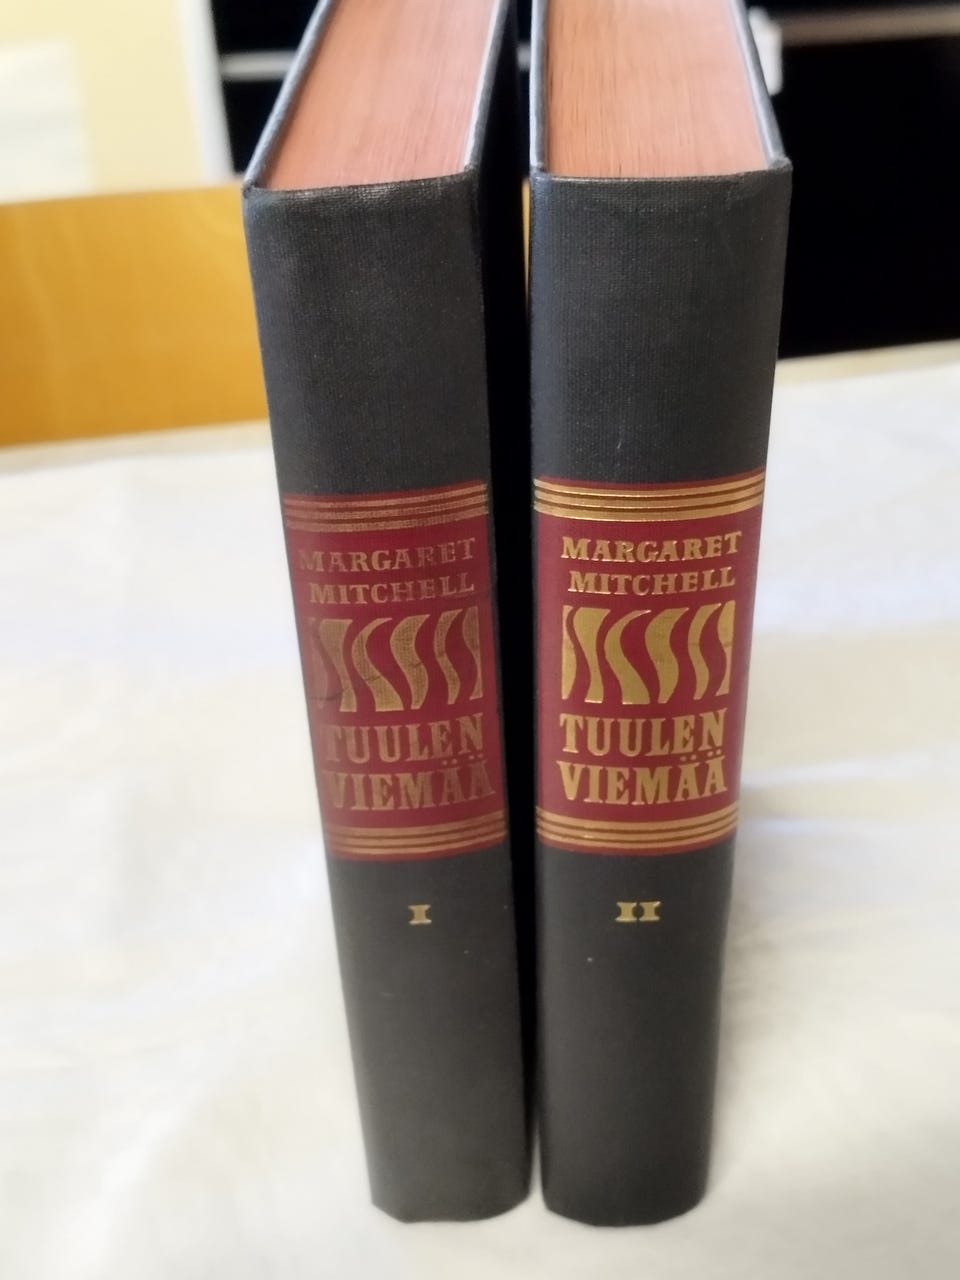 MARGARET
MITCHELL
TUULEN
VIEMÄÄ
I
MARGARET
MITCHELL
TUULEN
VIEMÄÄ
II